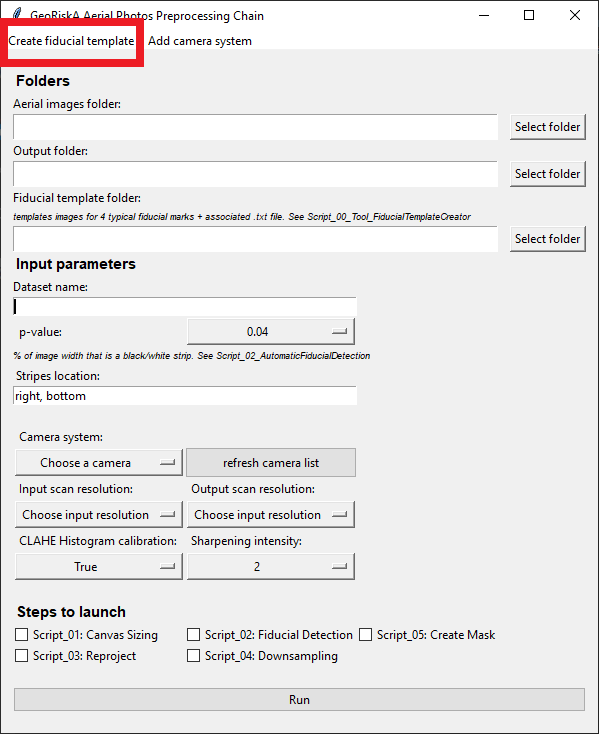 GeoRiskA Aerial Photos Preprocessing Chain
Create fiducial template Add camera system
Folders
Aerial images folder:
Select folder
Output folder:
Select folder
Fiducial template folder:
templates images for 4 typical fiducial marks + associated .txt file. See Script_00_Tool_FiducialTemplateCreator
Select folder
Input parameters
Dataset name:
p-value: 0.04
% of image width that is a black/white strip. See Script_02_AutomaticFiducialDetection
Stripes location:
right, bottom
Camera system:
Choose a camera refresh camera list
Input scan resolution: Output scan resolution:
Choose input resolution Choose input resolution
CLAHE Histogram calibration: Sharpening intensity:
True 2
Steps to launch
Script_01: Canvas Sizing Script_02: Fiducial Detection Script_05: Create Mask
Script_03: Reproject Script_04: Downsampling
Run